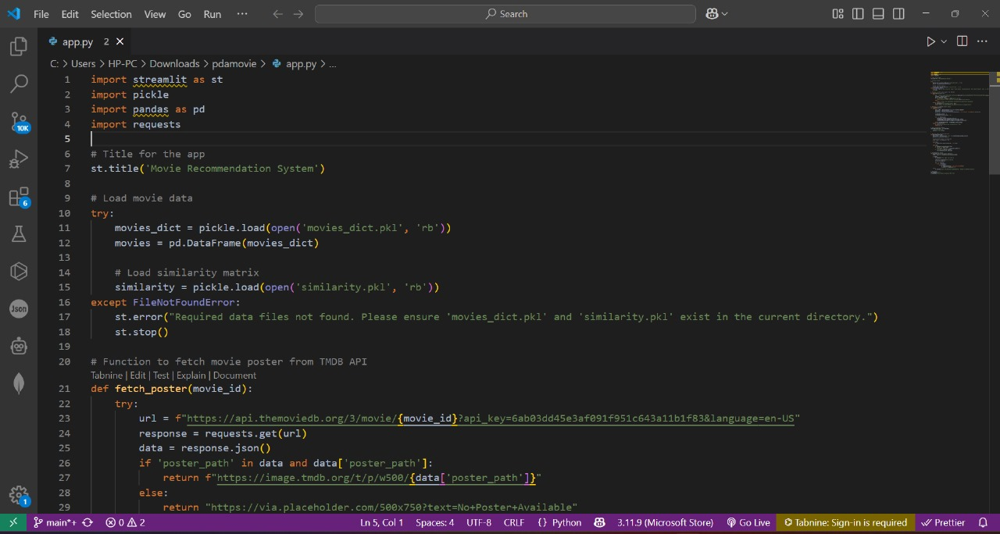 File Edit Selection View Go Run ··· Search
app.py 2
C: > Users > HP-PC > Downloads > pdamovie > app.py > ...
1 import streamlit as st
2 import pickle
3 import pandas as pd
4 import requests
5
6 # Title for the app
7 st.title('Movie Recommendation System')
8
9 # Load movie data
10 try:
11 movies_dict = pickle.load(open('movies_dict.pkl', 'rb'))
12 movies = pd.DataFrame(movies_dict)
13
14 # Load similarity matrix
15 similarity = pickle.load(open('similarity.pkl', 'rb'))
16 except FileNotFoundError:
17 st.error("Required data files not found. Please ensure 'movies_dict.pkl' and 'similarity.pkl' exist in the current directory.")
18 st.stop()
19
20 # Function to fetch movie poster from TMDB API
Tabnine | Edit | Test | Explain | Document
21 def fetch_poster(movie_id):
22 try:
23 url = f"https://api.themoviedb.org/3/movie/{movie_id}?api_key=6ab03dd45e3af091f951c643a11b1f83&language=en-US"
24 response = requests.get(url)
25 data = response.json()
26 if 'poster_path' in data and data['poster_path']:
27 return f"https://image.tmdb.org/t/p/w500/{data['poster_path']}"
28 else:
29 return "https://via.placeholder.com/500x750?text=No+Poster+Available"
10K
6
Json
1
main*+ 0 2 Ln 5, Col 1 Spaces: 4 UTF-8 CRLF {} Python 3.11.9 (Microsoft Store) Go Live Tabnine: Sign-in is required Prettier